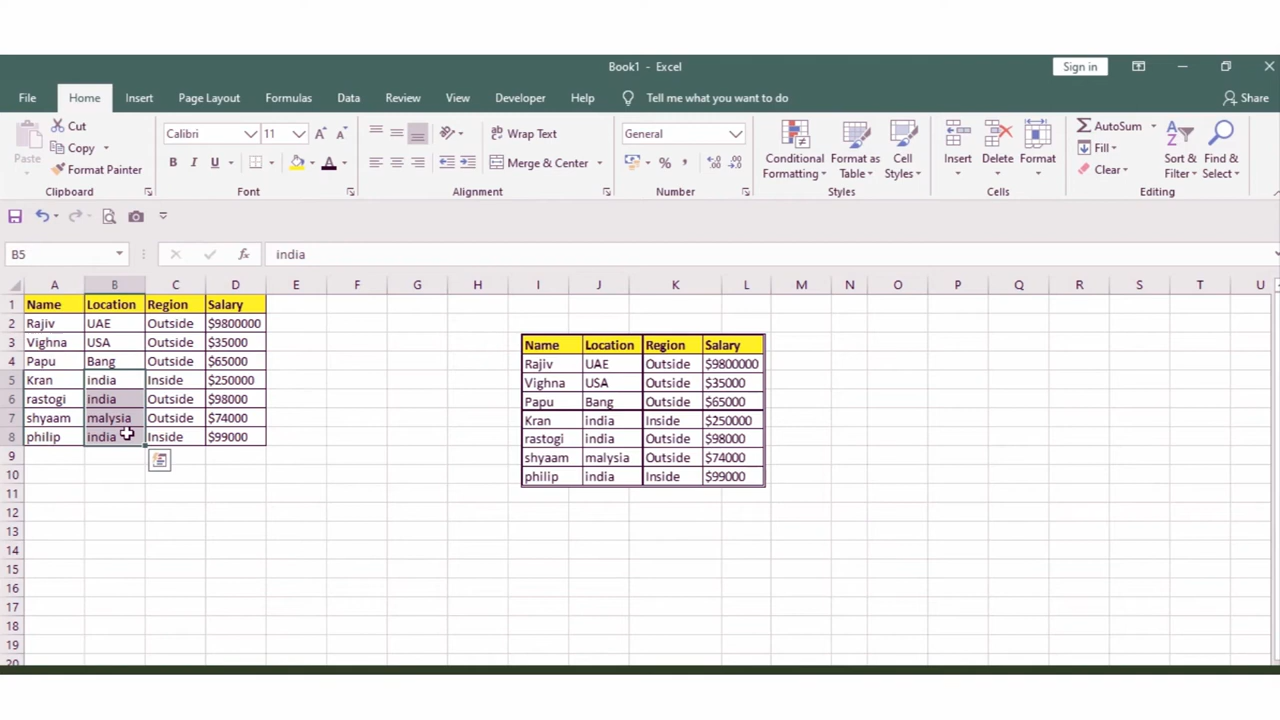 Book1 - Excel
Sign in
File Home Insert Page Layout Formulas Data Review View Developer Help Tell me what you want to do Share
Cut
Copy
Format Painter
Paste
Clipboard
Calibri 11
B I U
Font
ab Wrap Text
Merge & Center
Alignment
General
% ,
Number
Conditional Formatting
Format as Table
Cell Styles
Styles
Insert
Delete
Format
Cells
AutoSum
Fill
Clear
Sort & Filter
Find & Select
Editing
B5 fx india
A B C D E F G H I J K L M N O P Q R S T U
1 Name Location Region Salary
2 Rajiv UAE Outside $9800000
3 Vighna USA Outside $35000
4 Papu Bang Outside $65000
5 Kran india Inside $250000
6 rastogi india Outside $98000
7 shyaam malysia Outside $74000
8 philip india Inside $99000
9
10
11
12
13
14
15
16
17
18
19
20
Name Location Region Salary
Rajiv UAE Outside $9800000
Vighna USA Outside $35000
Papu Bang Outside $65000
Kran india Inside $250000
rastogi india Outside $98000
shyaam malysia Outside $74000
philip india Inside $99000